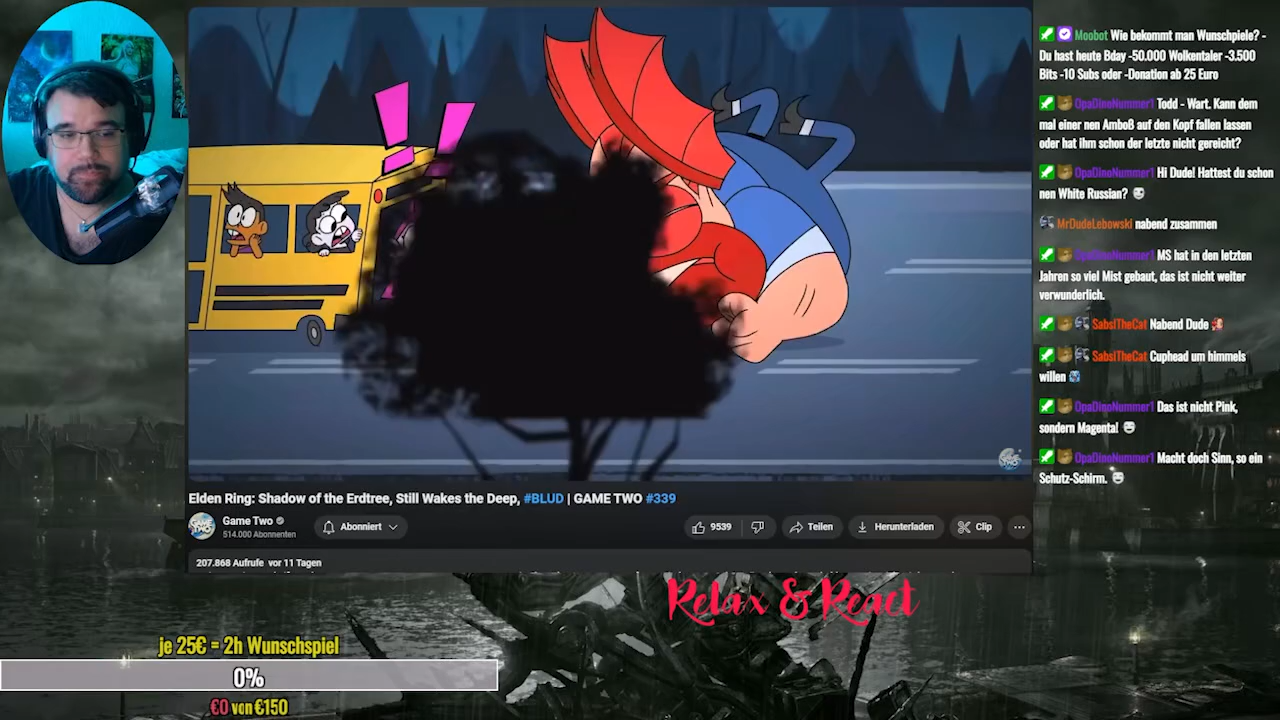 Moobot Wie bekommt man Wunschpiele? -
Du hast heute Bday -50.000 Wolkentaler -3.500
Bits -10 Subs oder -Donation ab 25 Euro
OpaDinoNummer1 Todd - Wart. Kann dem
mal einer nen Amboß auf den Kopf fallen lassen
oder hat ihm schon der letzte nicht gereicht?
OpaDinoNummer1 Hi Dude! Hattest du schon
nen White Russian?
MrDudeLebowski nabend zusammen
OpaDinoNummer1 MS hat in den letzten
Jahren so viel Mist gebaut, das ist nicht weiter
verwunderlich.
SabsITheCat Nabend Dude
SabsITheCat Cuphead um himmels
willen
OpaDinoNummer1 Das ist nicht Pink,
sondern Magenta!
OpaDinoNummer1 Macht doch Sinn, so ein
Schutz-Schirm.
GAME TWO
Elden Ring: Shadow of the Erdtree, Still Wakes the Deep, #BLUD | GAME TWO #339
GAME TWO
Game Two
514.000 Abonnenten
Abonniert
9539
Teilen
Herunterladen
Clip
207.868 Aufrufe vor 11 Tagen
Relax & React
je 25€ = 2h Wunschspiel
0%
€0 von €150